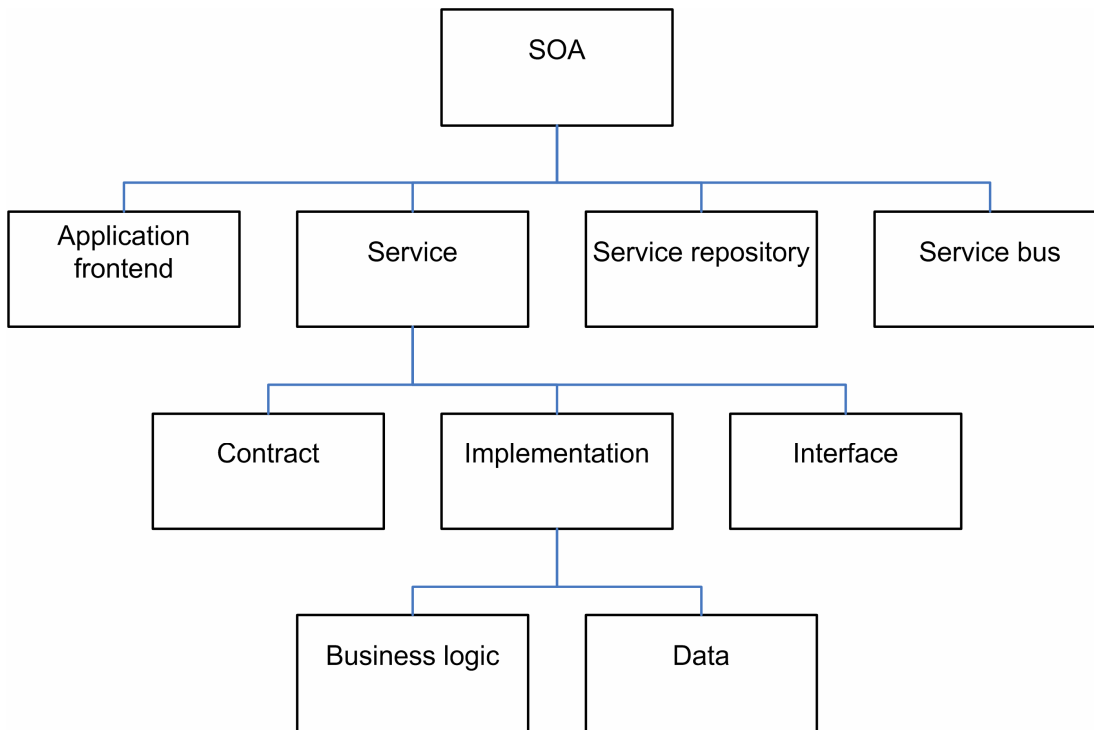 SOA
Application
frontend
Service
Service repository
Service bus
Contract
Implementation
Interface
Business logic
Data